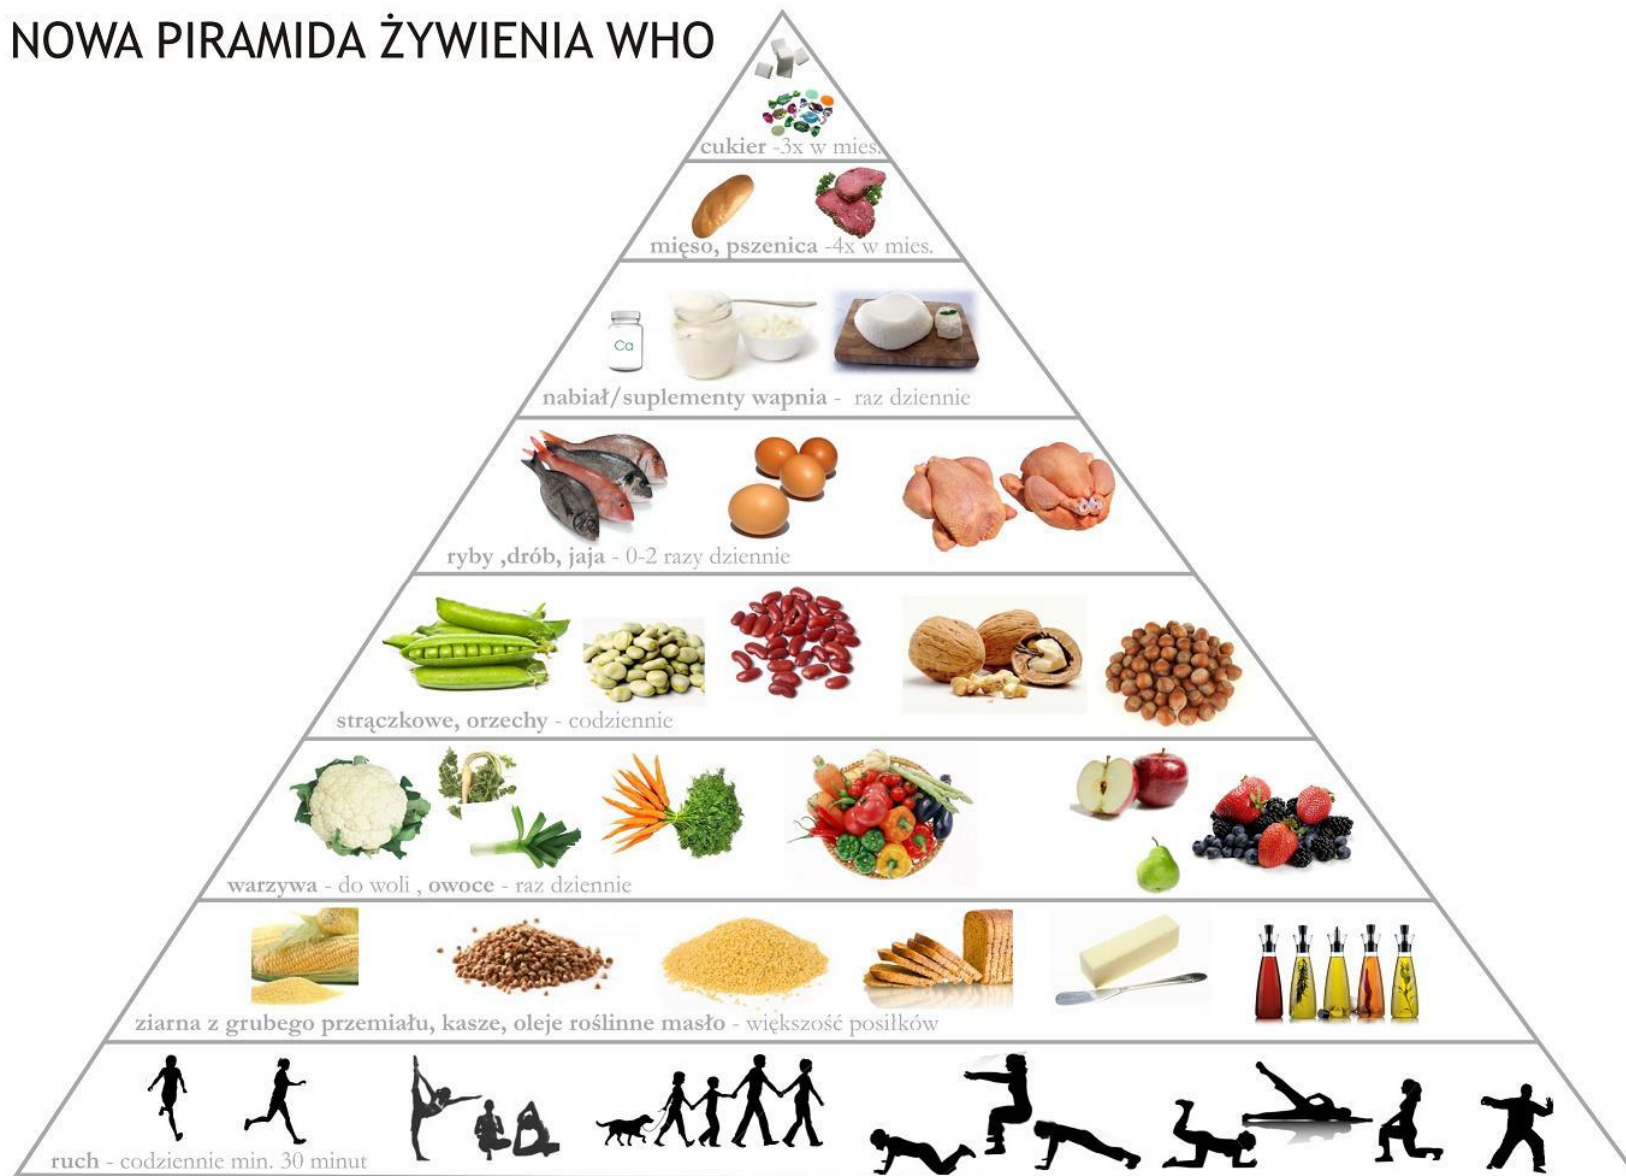 NOWA PIRAMIDA ŻYWIENIA WHO
cukier -3x w mies.
mięso, pszenica -4x w mies.
Ca
nabiał/suplementy wapnia - raz dziennie
ryby ,drób, jaja - 0-2 razy dziennie
strączkowe, orzechy - codziennie
warzywa - do woli , owoce - raz dziennie
ziarna z grubego przemiału, kasze, oleje roślinne masło - większość posiłków
ruch - codziennie min. 30 minut